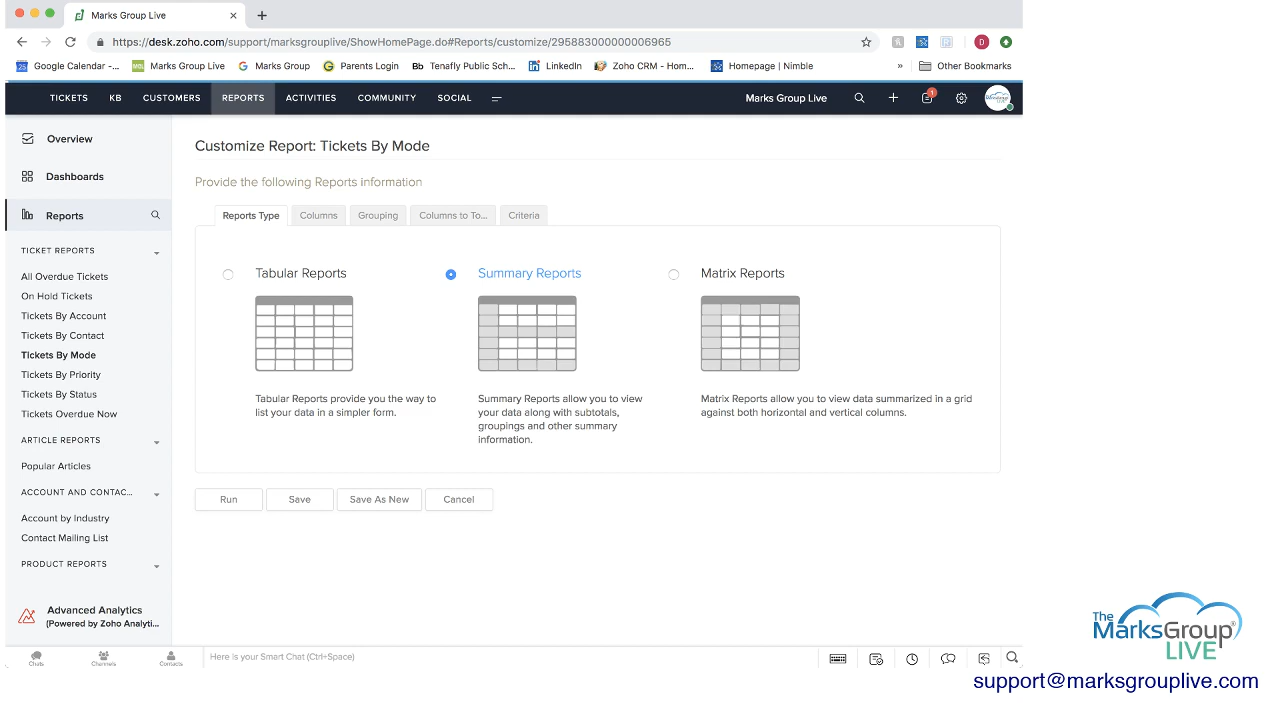 Marks Group Live
https://desk.zoho.com/support/marksgrouplive/ShowHomePage.do#Reports/customize/295883000000006965
D
Google Calendar -... Marks Group Live Marks Group Parents Login Bb Tenafly Public Sch... LinkedIn Zoho CRM - Hom... Homepage | Nimble » Other Bookmarks
TICKETS KB CUSTOMERS REPORTS ACTIVITIES COMMUNITY SOCIAL Marks Group Live 1
Overview
Dashboards
Reports
TICKET REPORTS
All Overdue Tickets
On Hold Tickets
Tickets By Account
Tickets By Contact
Tickets By Mode
Tickets By Priority
Tickets By Status
Tickets Overdue Now
ARTICLE REPORTS
Popular Articles
ACCOUNT AND CONTAC...
Account by Industry
Contact Mailing List
PRODUCT REPORTS
Advanced Analytics
(Powered by Zoho Analyti...
Customize Report: Tickets By Mode
Provide the following Reports information
Reports Type Columns Grouping Columns to To... Criteria
Tabular Reports
Tabular Reports provide you the way to
list your data in a simpler form.
Summary Reports
Summary Reports allow you to view
your data along with subtotals,
groupings and other summary
information.
Matrix Reports
Matrix Reports allow you to view data summarized in a grid
against both horizontal and vertical columns.
Run Save Save As New Cancel
Chats Channels Contacts Here is your Smart Chat (Ctrl+Space)
The
MarksGroup®
LIVE
support@marksgrouplive.com